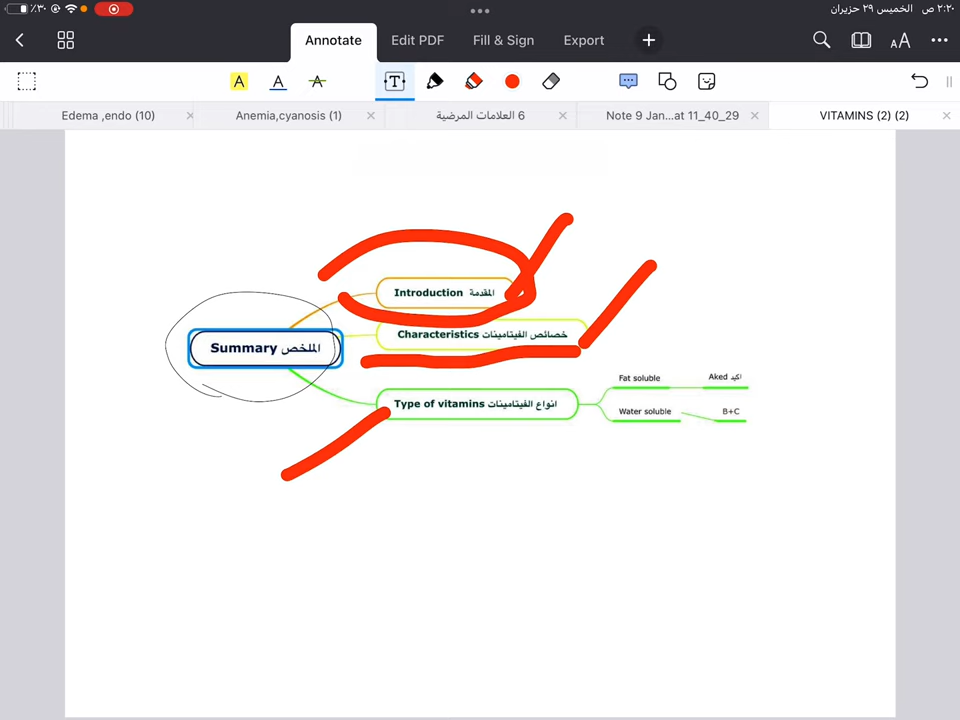 ٪٣٠
٢:٢٠ ص الخميس ٢٩ حزيران
Annotate
Edit PDF
Fill & Sign
Export
AA
A
A
A
T
Edema ,endo (10)
Anemia,cyanosis (1)
6 العلامات المرضية
Note 9 Jan...at 11_40_29
VITAMINS (2) (2)
Introduction المقدمة
Characteristics خصائص الفيتامينات
Summary الملخص
Type of vitamins انواع الفيتامينات
Fat soluble
Aked اكيد
Water soluble
B+C